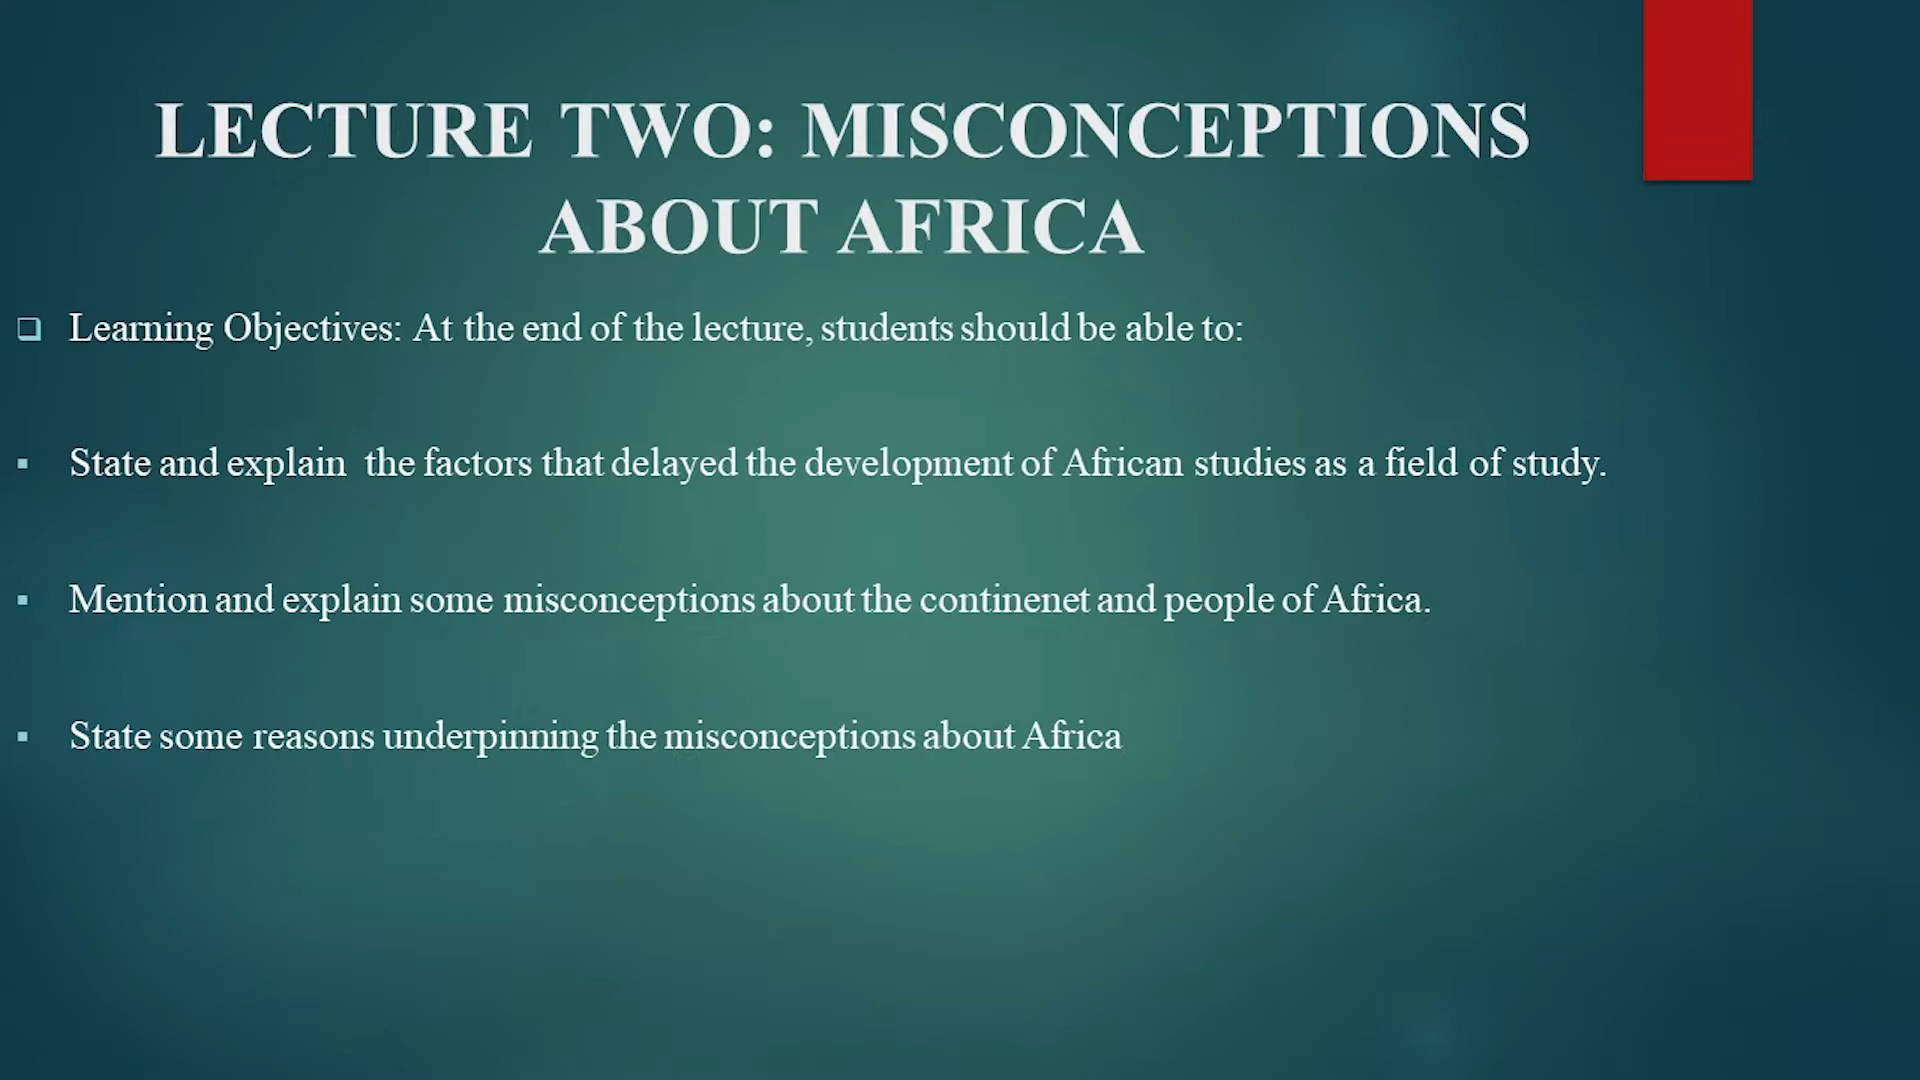 LECTURE TWO: MISCONCEPTIONS
ABOUT AFRICA
Learning Objectives: At the end of the lecture, students should be able to:
State and explain the factors that delayed the development of African studies as a field of study.
Mention and explain some misconceptions about the continenet and people of Africa.
State some reasons underpinning the misconceptions about Africa